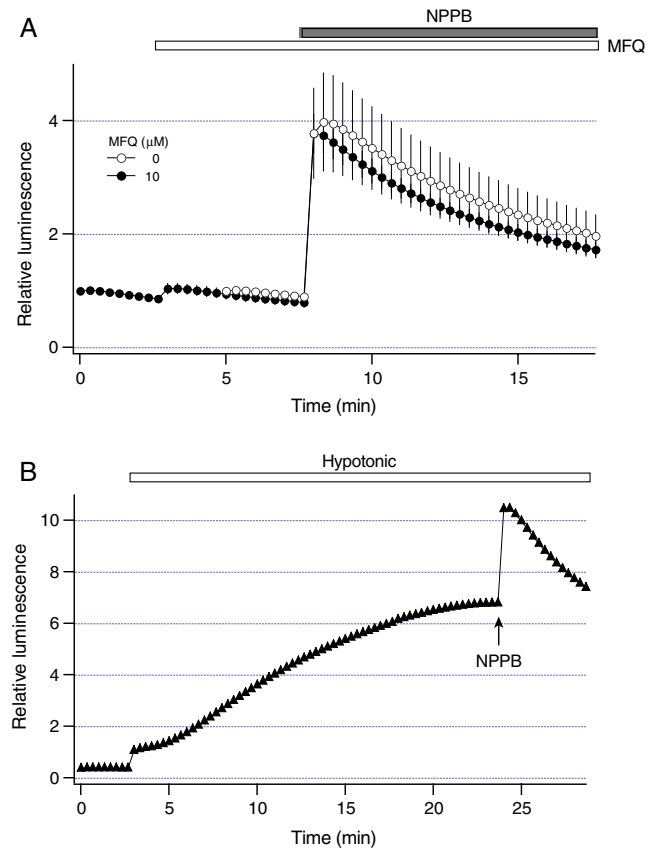 A
NPPB
MFQ
4
2
0
Relative luminescence
MFQ (μM)
0
10
0
5
10
15
Time (min)
B
Hypotonic
10
8
6
4
2
0
Relative luminescence
NPPB
0
5
10
15
20
25
Time (min)